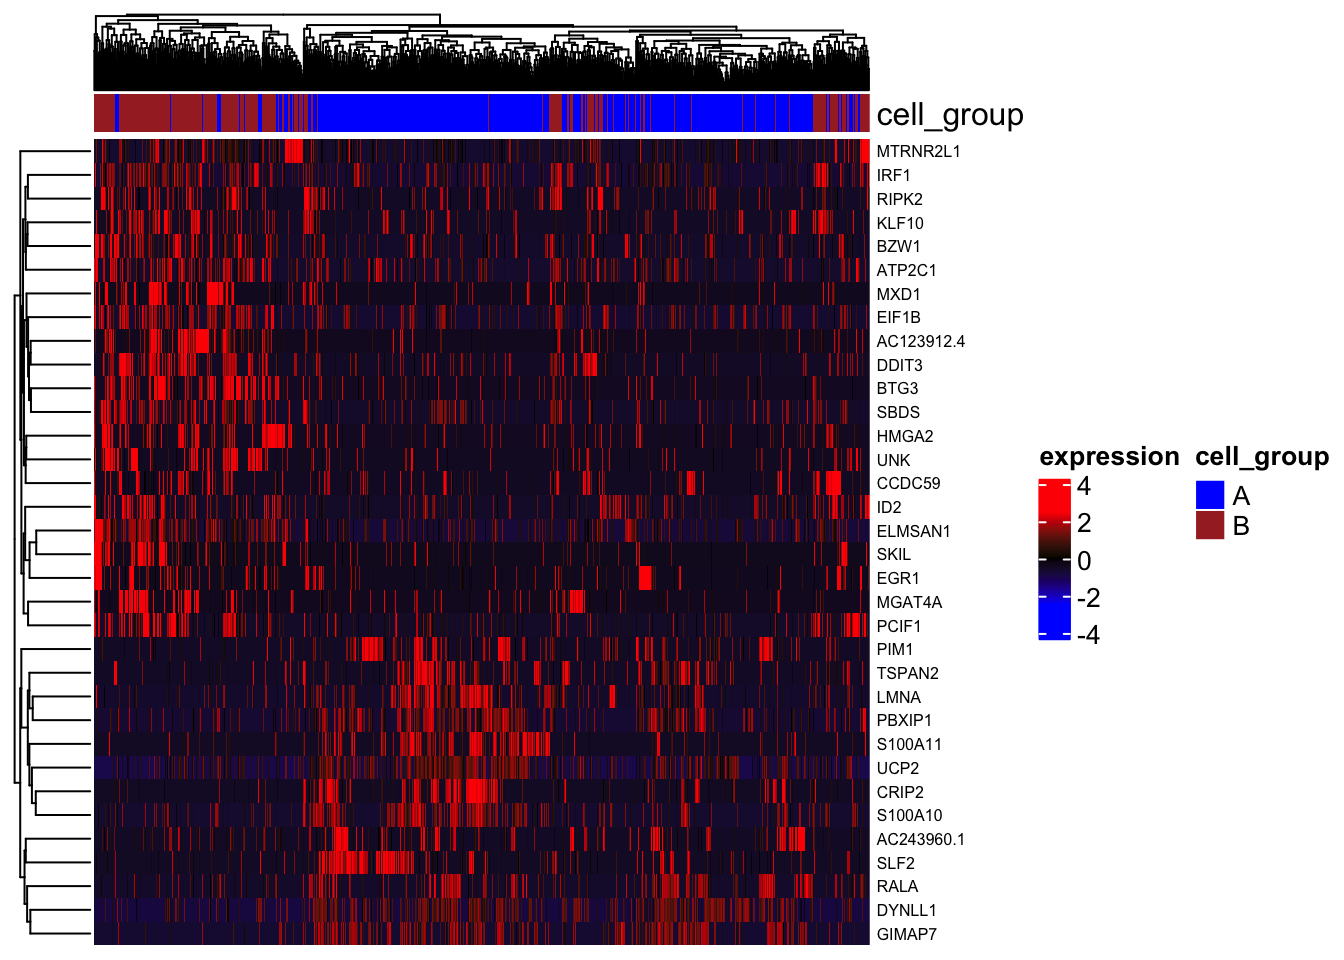 cell_group
MTRNR2L1
IRF1
RIPK2
KLF10
BZW1
ATP2C1
MXD1
EIF1B
AC123912.4
DDIT3
BTG3
SBDS
HMGA2
UNK
CCDC59
ID2
ELMSAN1
SKIL
EGR1
MGAT4A
PCIF1
PIM1
TSPAN2
LMNA
PBXIP1
S100A11
UCP2
CRIP2
S100A10
AC243960.1
SLF2
RALA
DYNLL1
GIMAP7
expression
4
2
0
-2
-4
cell_group
A
B